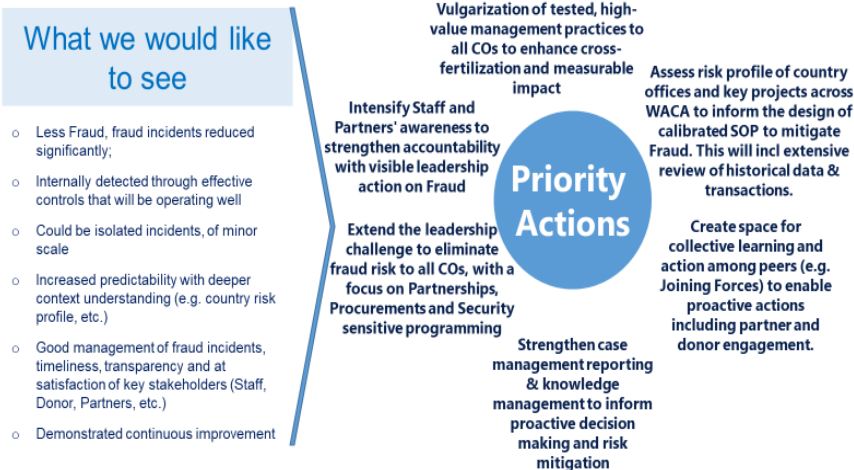 What we would like
to see
o Less Fraud, fraud incidents reduced
significantly;
o Internally detected through effective
controls that will be operating well
o Could be isolated incidents, of minor
scale
o Increased predictability with deeper
context understanding (e.g. country risk
profile, etc.)
o Good management of fraud incidents,
timeliness, transparency and at
satisfaction of key stakeholders (Staff,
Donor, Partners, etc.)
o Demonstrated continuous improvement
Vulgarization of tested, high-
value management practices to
all COs to enhance cross-
fertilization and measurable
impact
Intensify Staff and
Partners' awareness to
strengthen accountability
with visible leadership
action on Fraud
Extend the leadership
challenge to eliminate
fraud risk to all COs, with a
focus on Partnerships,
Procurements and Security
sensitive programming
Priority
Actions
Assess risk profile of country
offices and key projects across
WACA to inform the design of
calibrated SOP to mitigate
Fraud. This will incl extensive
review of historical data &
transactions.
Create space for
collective learning and
action among peers (e.g.
Joining Forces) to enable
proactive actions
including partner and
donor engagement.
Strengthen case
management reporting
& knowledge
management to inform
proactive decision
making and risk
mitigation